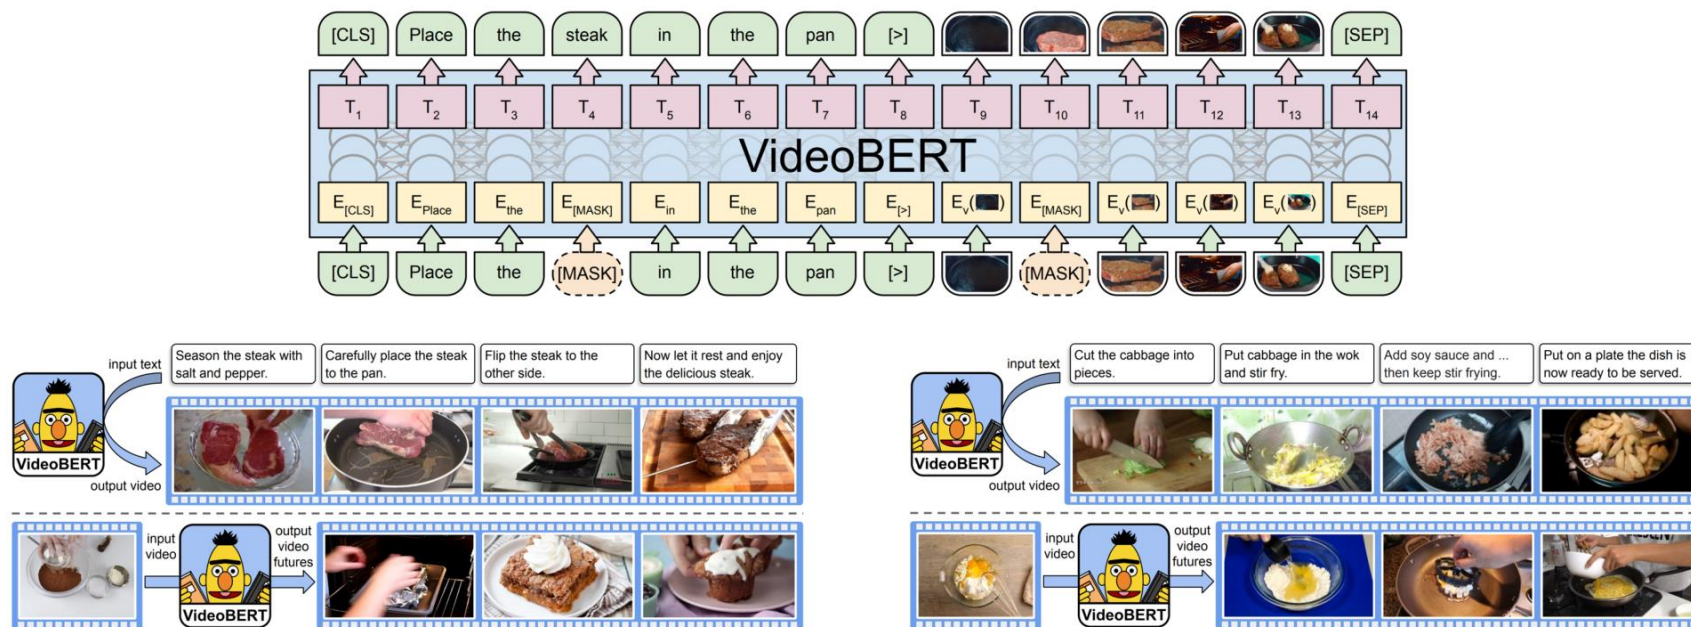 [CLS] Place the steak in the pan [>] [SEP]
T1 T2 T3 T4 T5 T6 T7 T8 T9 T10 T11 T12 T13 T14
VideoBERT
E[CLS] EPlace Ethe E[MASK] Ein Ethe Epan E[>] Ev( ) E[MASK] Ev( ) Ev( ) Ev( ) E[SEP]
[CLS] Place the [MASK] in the pan [>] [MASK] [SEP]
input text
Season the steak with
salt and pepper.
Carefully place the steak
to the pan.
Flip the steak to the
other side.
Now let it rest and enjoy
the delicious steak.
VideoBERT
output video
input
video
VideoBERT
output
video
futures
input text
Cut the cabbage into
pieces.
Put cabbage in the wok
and stir fry.
Add soy sauce and ...
then keep stir frying.
Put on a plate the dish is
now ready to be served.
VideoBERT
output video
input
video
VideoBERT
output
video
futures